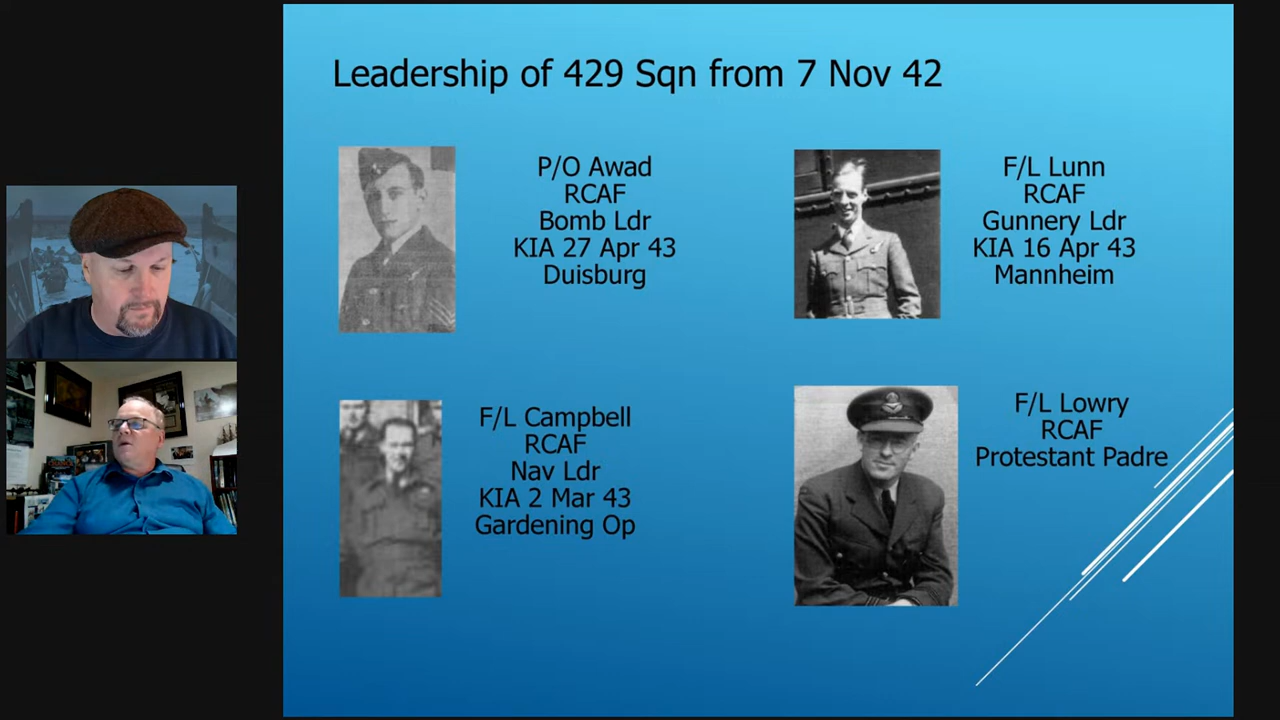 Leadership of 429 Sqn from 7 Nov 42
P/O Awad
RCAF
Bomb Ldr
KIA 27 Apr 43
Duisburg
F/L Lunn
RCAF
Gunnery Ldr
KIA 16 Apr 43
Mannheim
F/L Campbell
RCAF
Nav Ldr
KIA 2 Mar 43
Gardening Op
F/L Lowry
RCAF
Protestant Padre